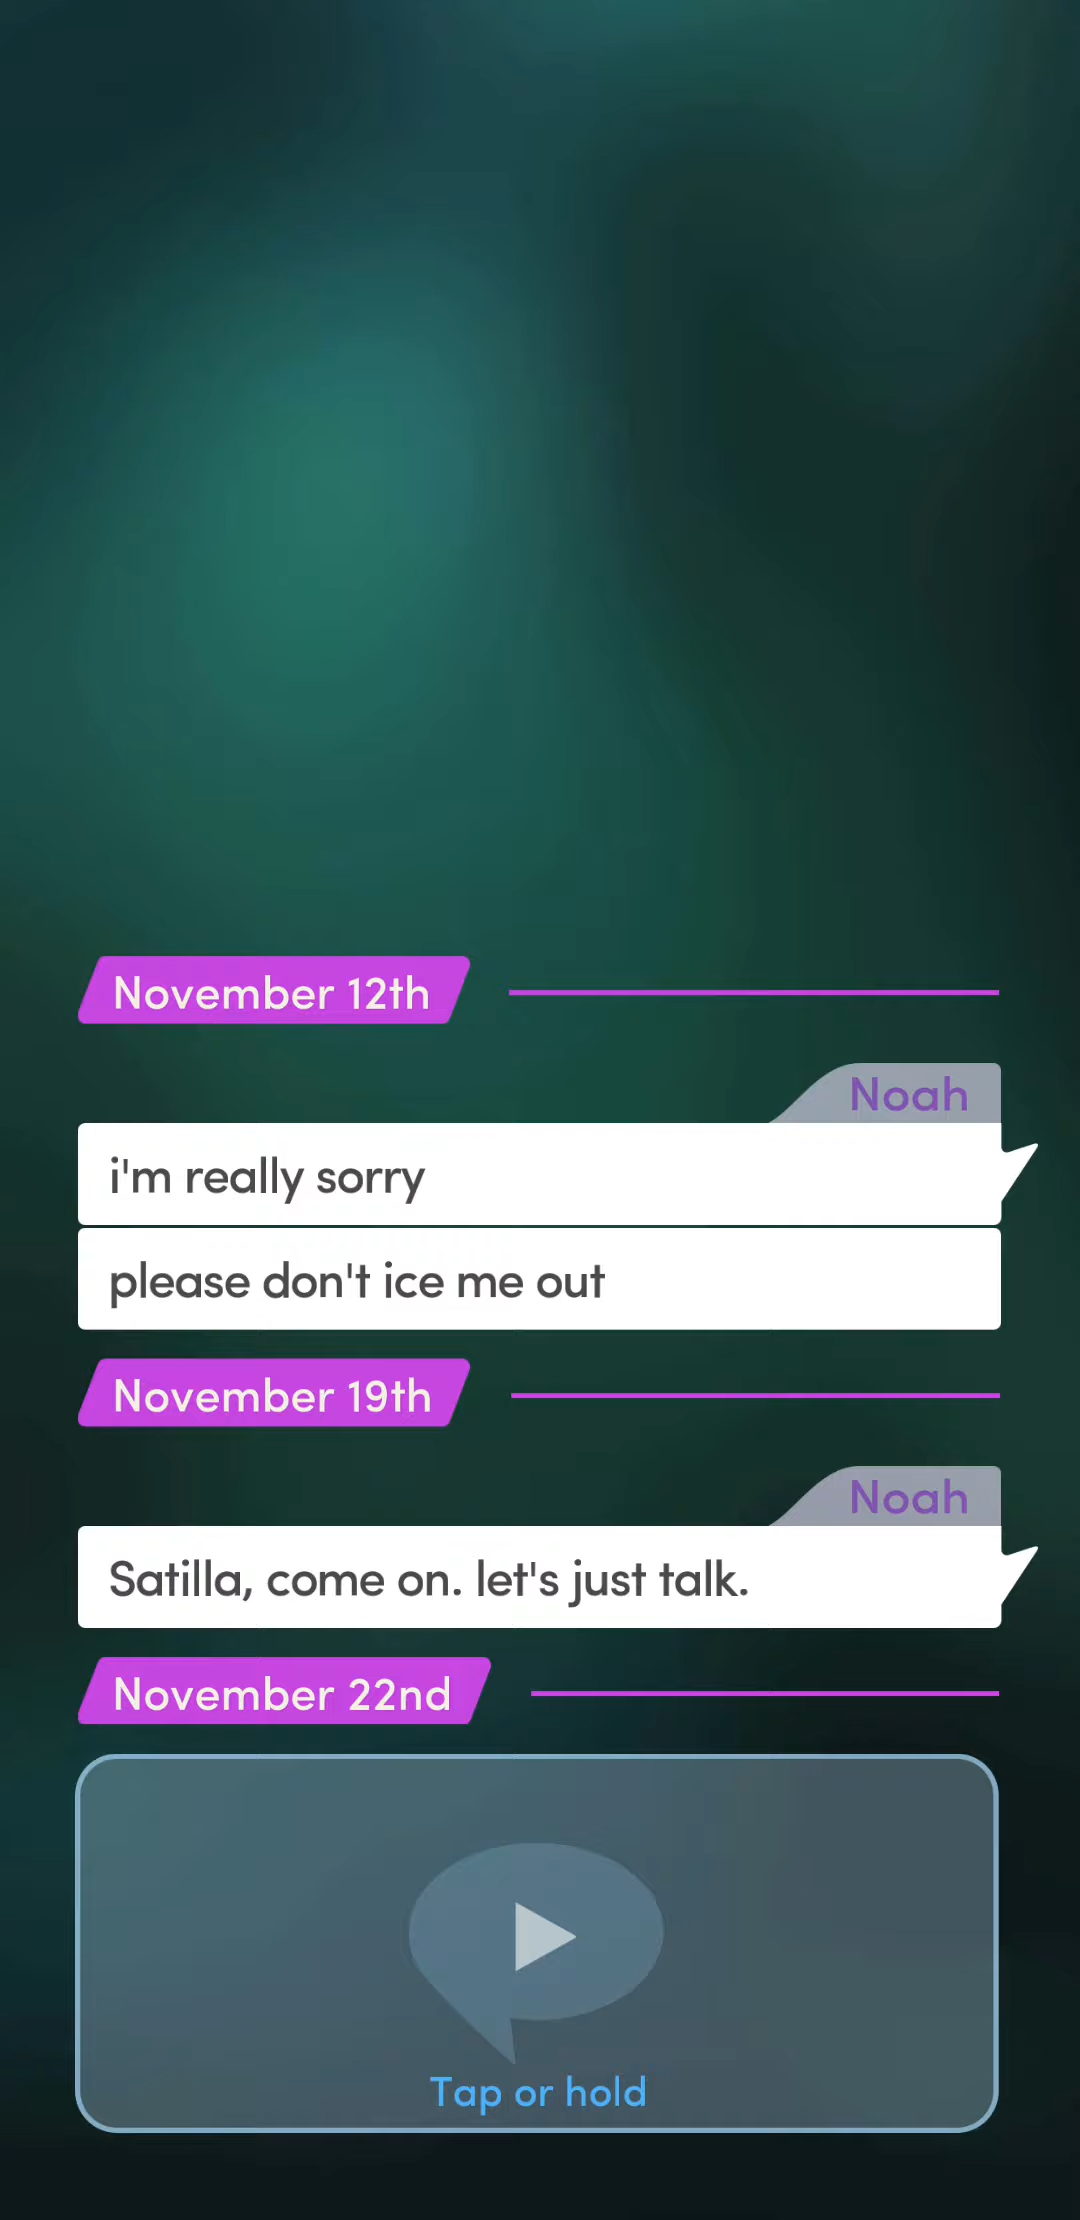 November 12th
Noah
i'm really sorry
please don't ice me out
November 19th
Noah
Satilla, come on. let's just talk.
November 22nd
Tap or hold